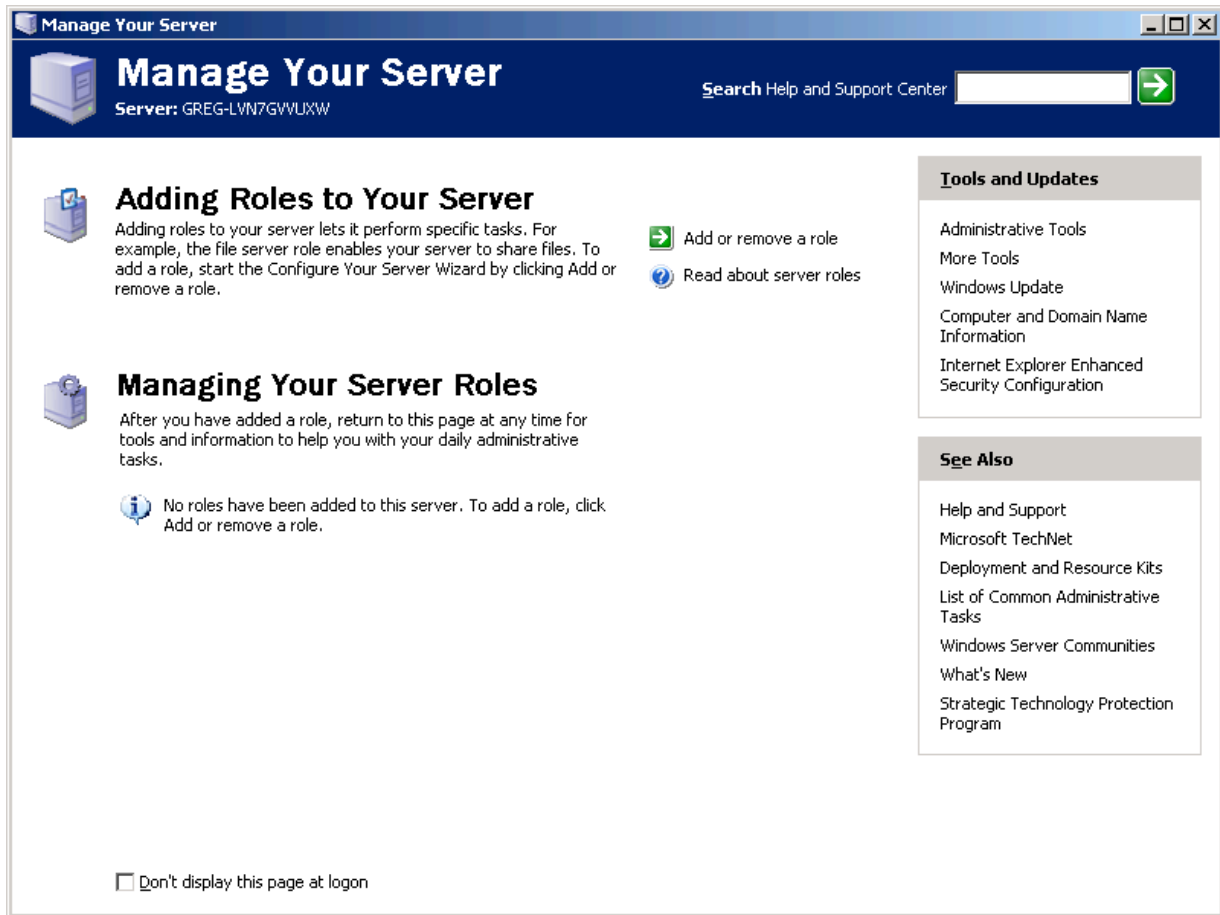 Manage Your Server
Manage Your Server
Server: GREG-LVN7GVVUXW
Search Help and Support Center
Adding Roles to Your Server
Adding roles to your server lets it perform specific tasks. For
example, the file server role enables your server to share files. To
add a role, start the Configure Your Server Wizard by clicking Add or
remove a role.
Add or remove a role
Read about server roles
Managing Your Server Roles
After you have added a role, return to this page at any time for
tools and information to help you with your daily administrative
tasks.
No roles have been added to this server. To add a role, click
Add or remove a role.
Tools and Updates
Administrative Tools
More Tools
Windows Update
Computer and Domain Name
Information
Internet Explorer Enhanced
Security Configuration
See Also
Help and Support
Microsoft TechNet
Deployment and Resource Kits
List of Common Administrative
Tasks
Windows Server Communities
What's New
Strategic Technology Protection
Program
Don't display this page at logon